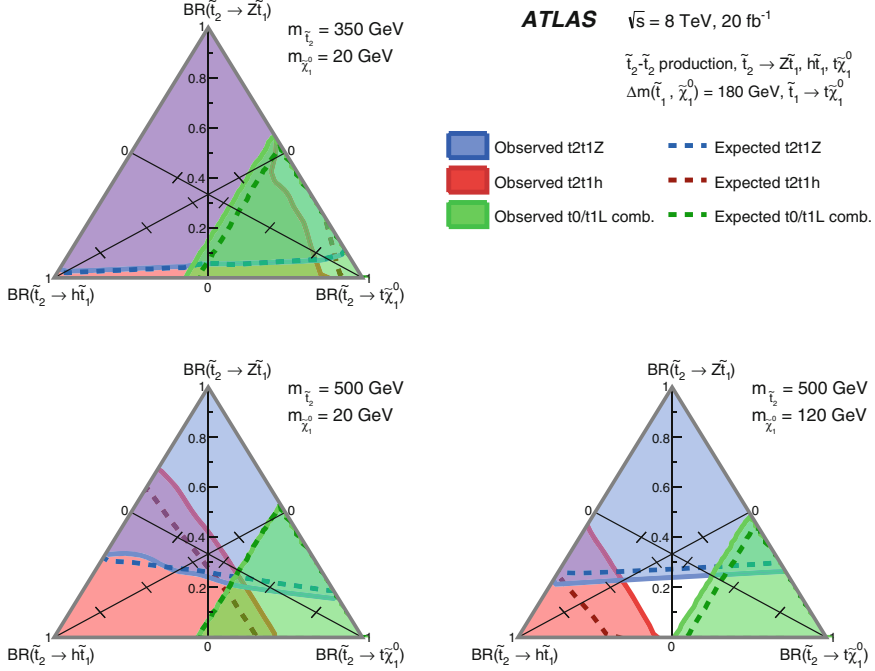 BR(t̃₂ → Zt̃₁)
m_t̃₂ = 350 GeV
m_χ̃₁⁰ = 20 GeV
ATLAS √s = 8 TeV, 20 fb⁻¹
t̃₂-t̃₂ production, t̃₂ → Zt̃₁, ht̃₁, tχ̃₁⁰
Δm(t̃₁, χ̃₁⁰) = 180 GeV, t̃₁ → tχ̃₁⁰
Observed t2t1Z Expected t2t1Z
Observed t2t1h Expected t2t1h
Observed t0/t1L comb. Expected t0/t1L comb.
1
0.8
0.6
0 0
0.4
0.2
1 0 1
BR(t̃₂ → ht̃₁) BR(t̃₂ → tχ̃₁⁰)
BR(t̃₂ → Zt̃₁)
m_t̃₂ = 500 GeV
m_χ̃₁⁰ = 20 GeV
1
0.8
0.6
0 0
0.4
0.2
1 0 1
BR(t̃₂ → ht̃₁) BR(t̃₂ → tχ̃₁⁰)
BR(t̃₂ → Zt̃₁)
m_t̃₂ = 500 GeV
m_χ̃₁⁰ = 120 GeV
1
0.8
0.6
0 0
0.4
0.2
1 0 1
BR(t̃₂ → ht̃₁) BR(t̃₂ → tχ̃₁⁰)